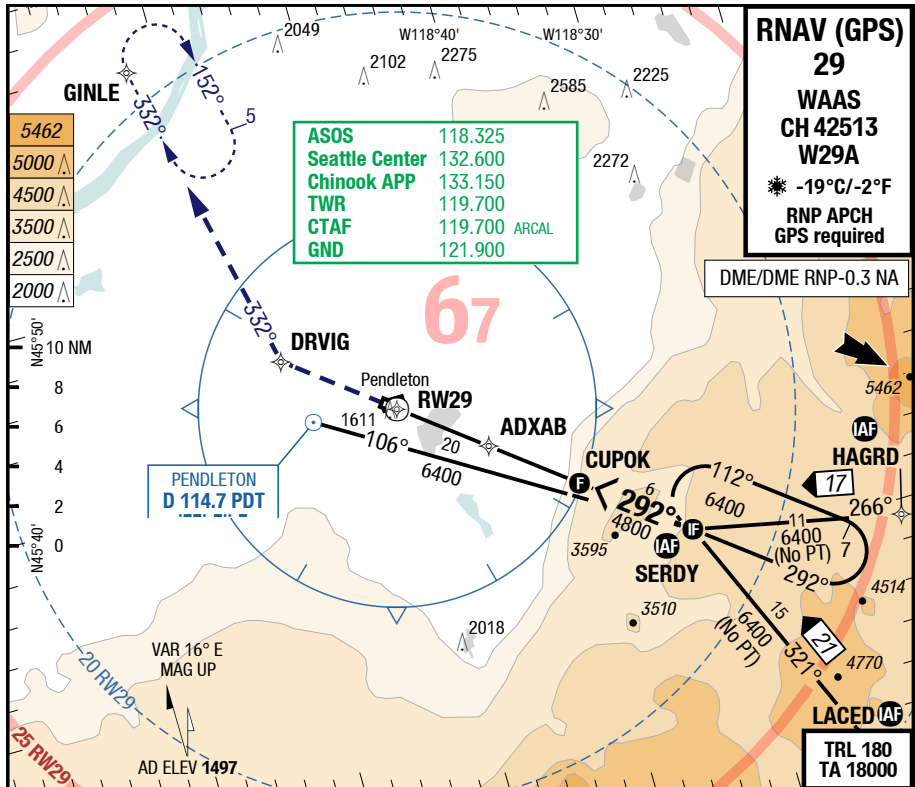 RNAV (GPS)
29
WAAS
CH 42513
W29A
-19°C/-2°F
RNP APCH
GPS required
DME/DME RNP-0.3 NA
2049
W118°40'
W118°30'
2102
2275
2585
2225
2272
GINLE
152°
332°
5
5462
5000
4500
3500
2500
2000
ASOS 118.325
Seattle Center 132.600
Chinook APP 133.150
TWR 119.700
CTAF 119.700 ARCAL
GND 121.900
67
332°
N45°50'
10 NM
8
6
4
2
0
N45°40'
DRVIG
Pendleton
RW29
1611
20
ADXAB
106°
6400
PENDLETON
D 114.7 PDT
CUPOK
F
292°
6
4800
3595
IF
IAF
SERDY
112°
6400
11
6400
(No PT)
7
292°
5462
IAF
HAGRD
17
266°
4514
3510
15
6400
(No PT)
321°
21
4770
LACED IAF
2018
VAR 16° E
MAG UP
AD ELEV 1497
20 RW29
25 RW29
TRL 180
TA 18000